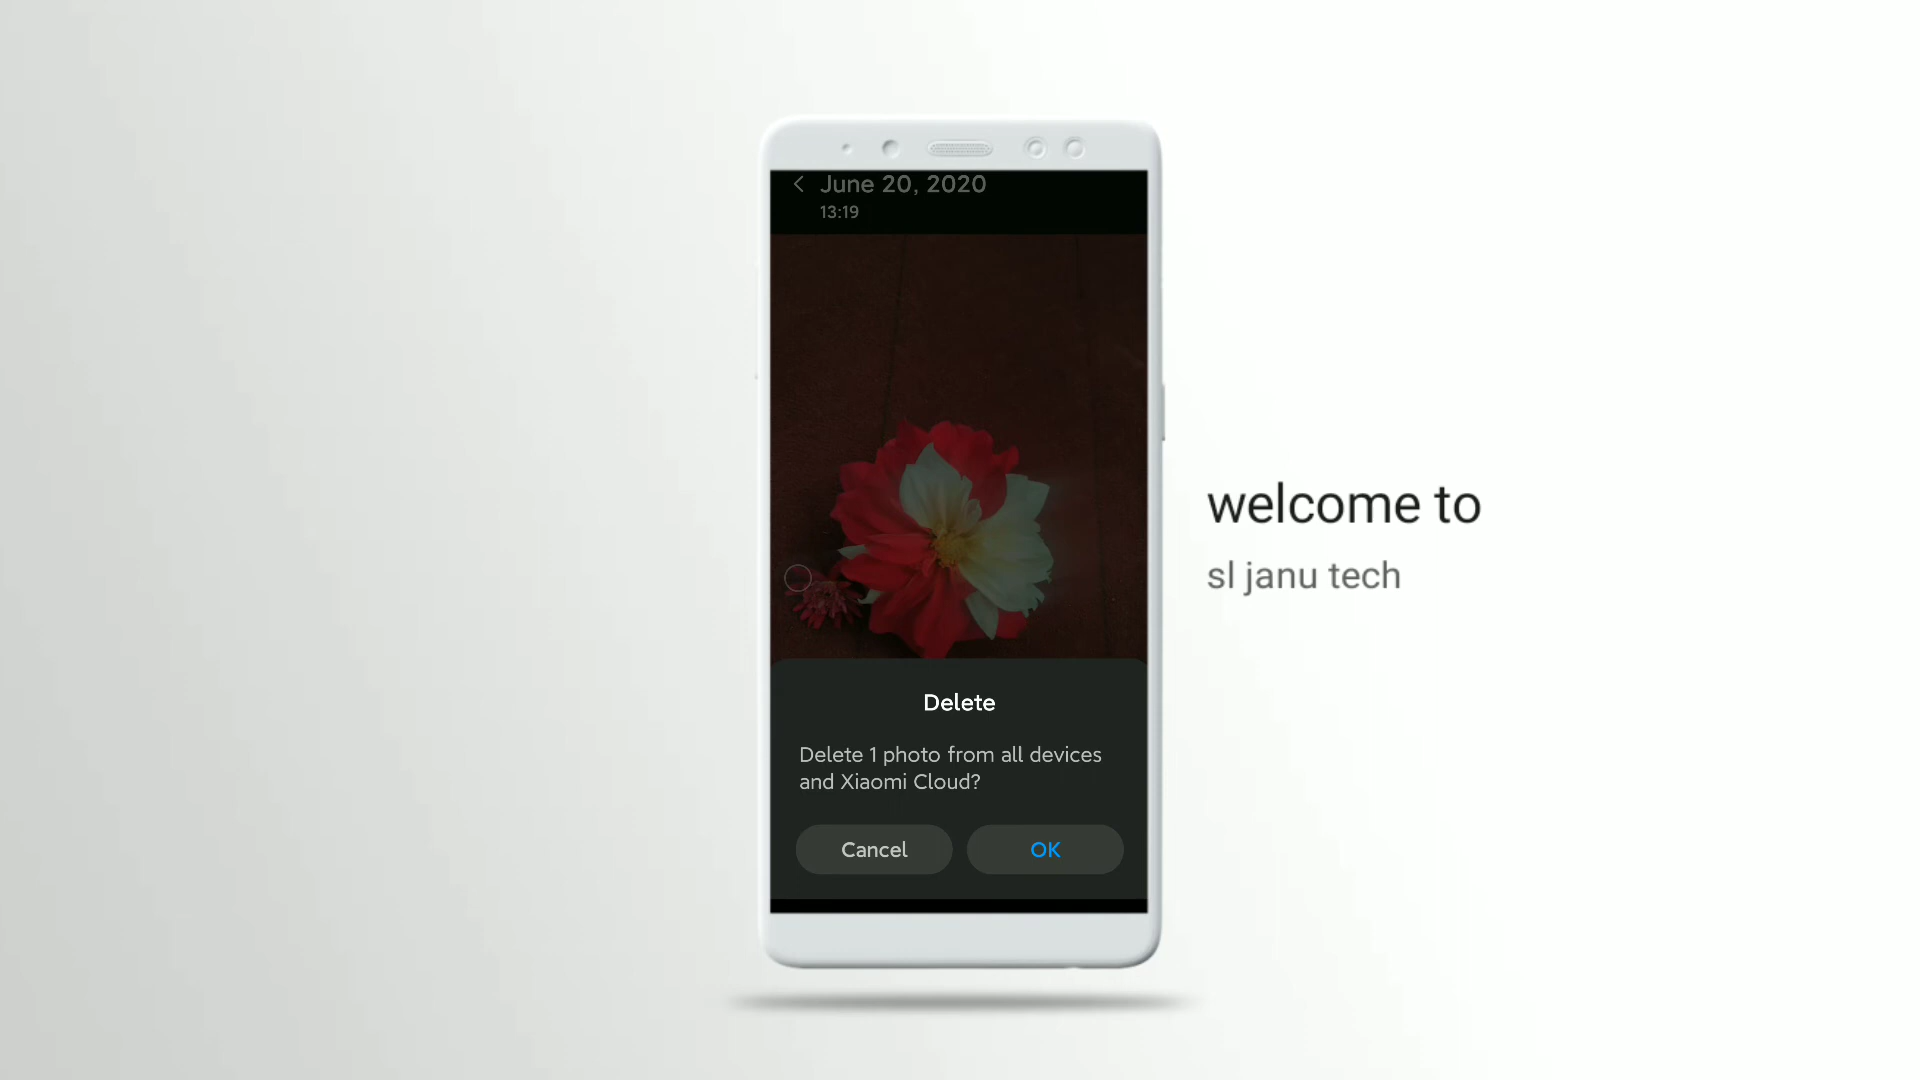 June 20, 2020
13:19
welcome to
sl janu tech
Delete
Delete 1 photo from all devices
and Xiaomi Cloud?
Cancel
OK